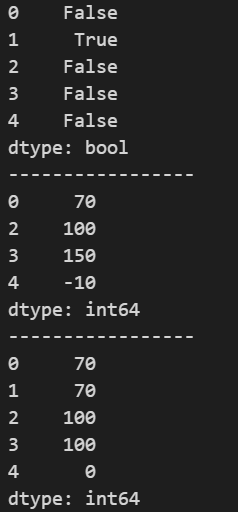 0    False
1     True
2    False
3    False
4    False
dtype: bool
-----------------
0     70
2    100
3    150
4    -10
dtype: int64
-----------------
0     70
1     70
2    100
3    100
4      0
dtype: int64